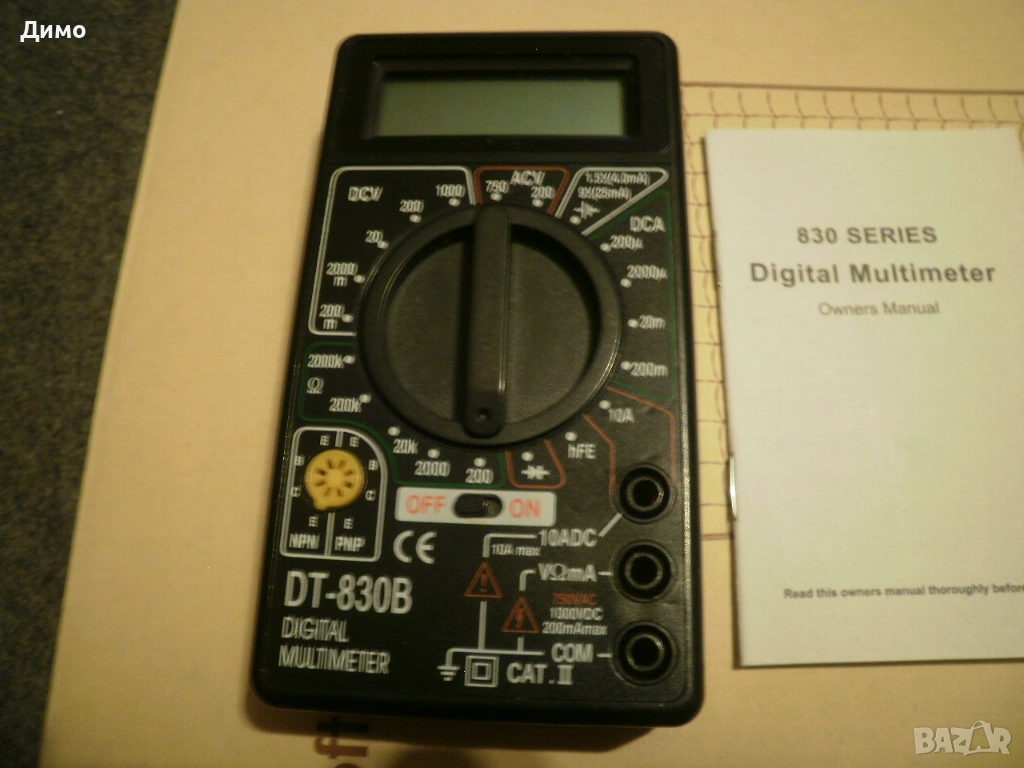 Димо
DCV
1000
750
ACV
200
1.5V(4.0mA)
9V(25mA)
200
20
2000
m
200
m
DCA
200µ
2000µ
20m
200m
10A
hFE
2000k
Ω
200k
20k
2000
200
E E
B B
C C
E E
NPN PNP
OFF ON
10ADC
10A max
VΩmA
750VAC
1000VDC
200mAmax
COM
CE
DT-830B
DIGITAL
MULTIMETER
CAT. II
830 SERIES
Digital Multimeter
Owners Manual
Read this owners manual thoroughly before
BAZAR